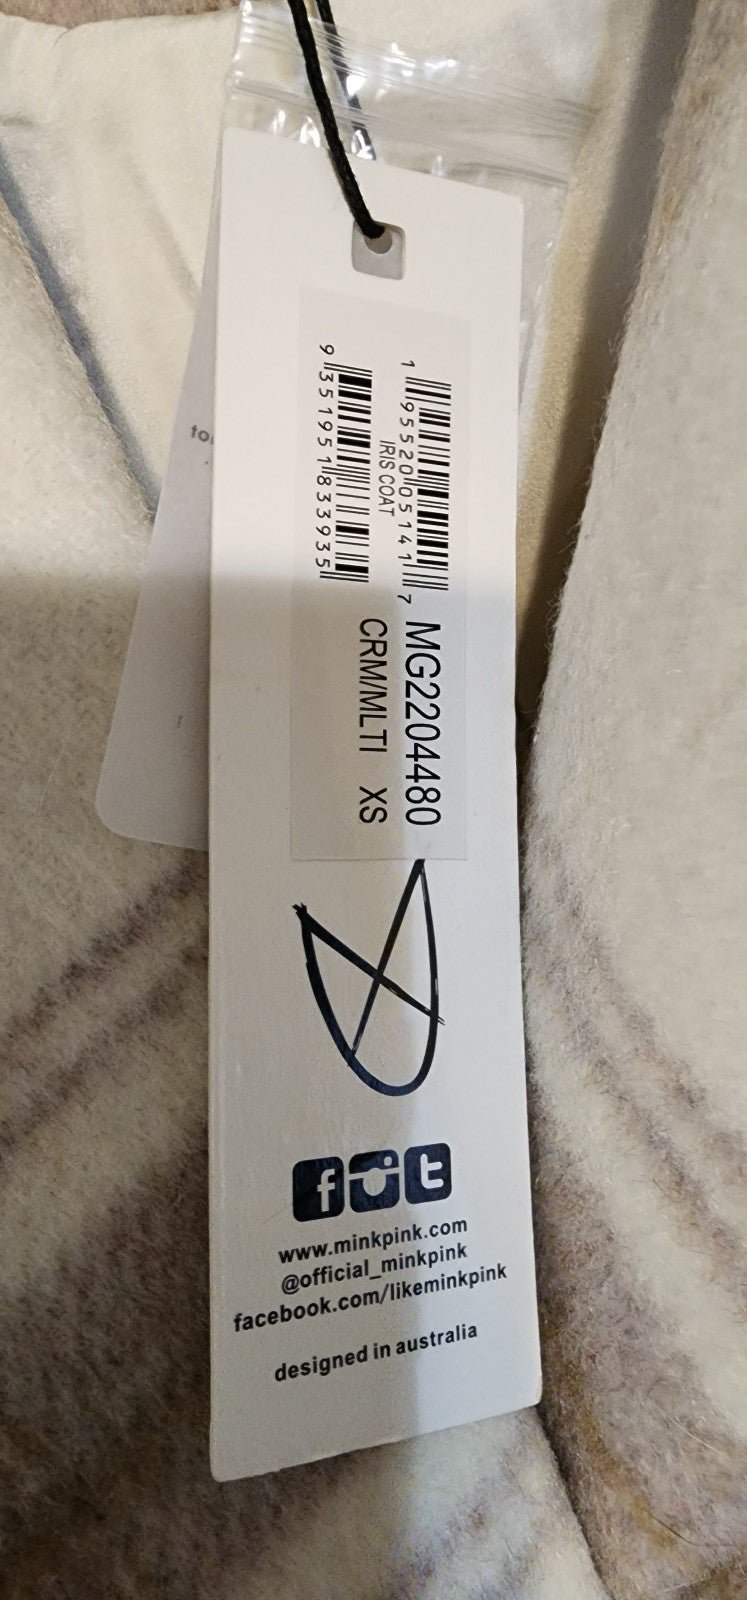 1 95520 05141 7
IRIS COAT
9 351951 833935
MG2204480
CRM/MLTI XS
f t
www.minkpink.com
@official_minkpink
facebook.com/likeminkpink
designed in australia